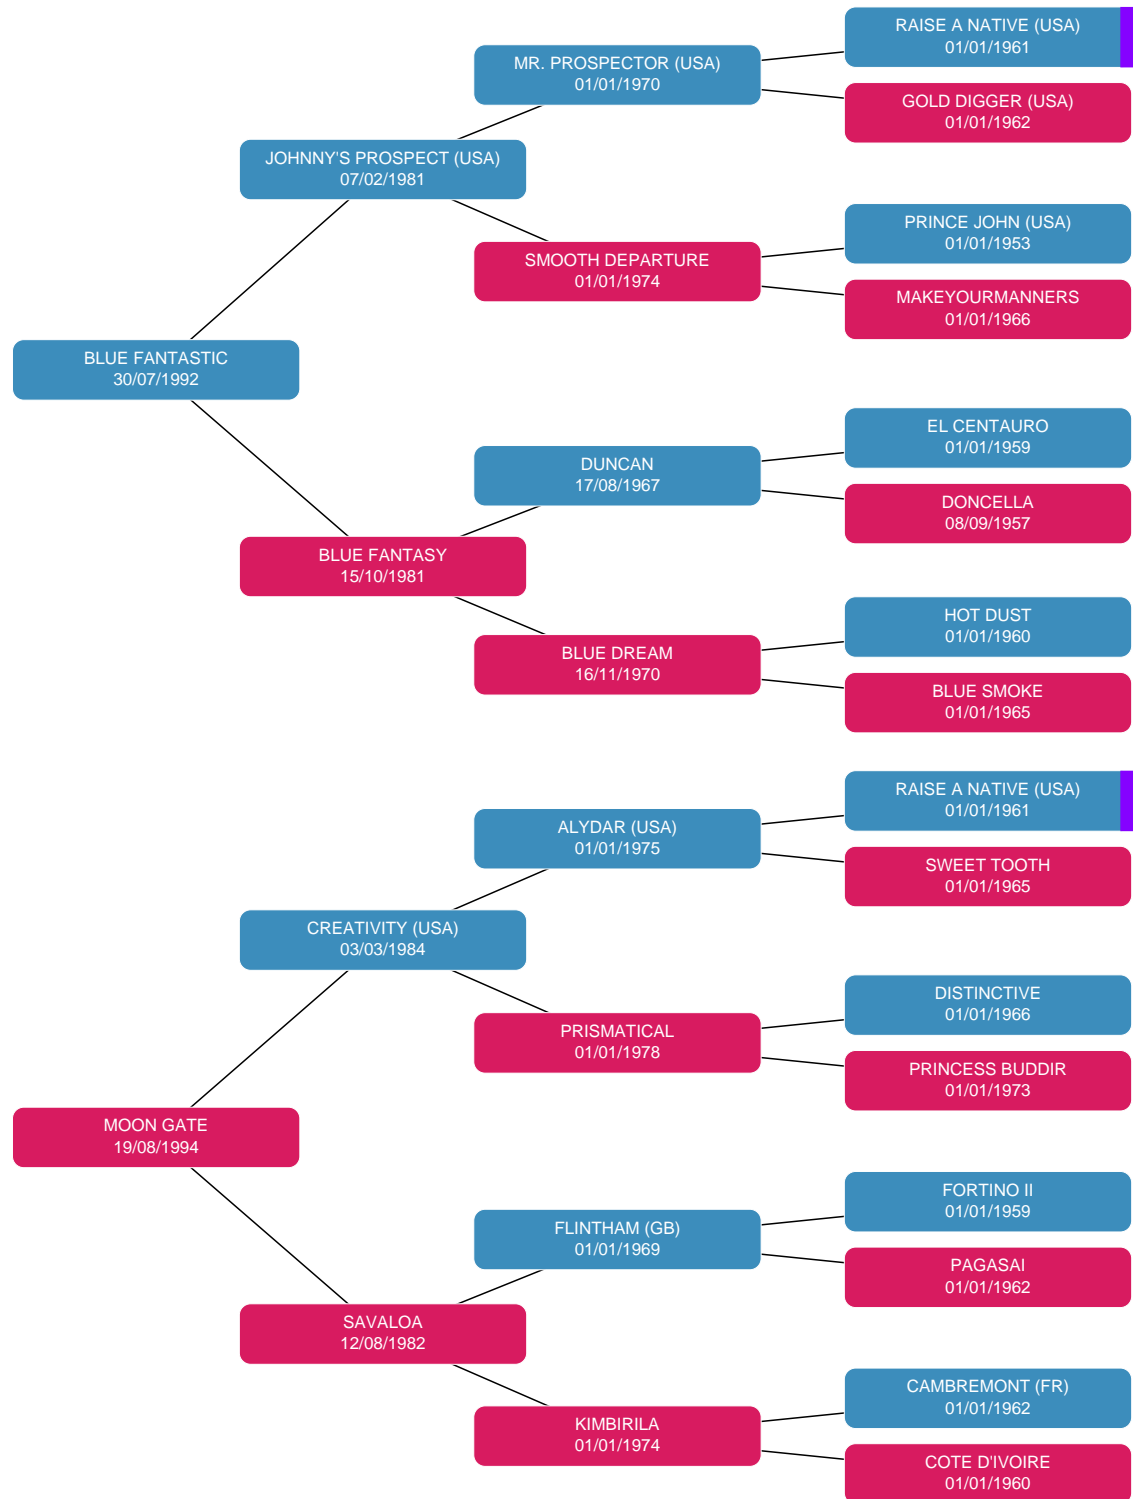 RAISE A NATIVE (USA)
01/01/1961
MR. PROSPECTOR (USA)
01/01/1970
GOLD DIGGER (USA)
01/01/1962
JOHNNY'S PROSPECT (USA)
07/02/1981
PRINCE JOHN (USA)
01/01/1953
SMOOTH DEPARTURE
01/01/1974
MAKEYOURMANNERS
01/01/1966
BLUE FANTASTIC
30/07/1992
EL CENTAURO
01/01/1959
DUNCAN
17/08/1967
DONCELLA
08/09/1957
BLUE FANTASY
15/10/1981
HOT DUST
01/01/1960
BLUE DREAM
16/11/1970
BLUE SMOKE
01/01/1965
RAISE A NATIVE (USA)
01/01/1961
ALYDAR (USA)
01/01/1975
SWEET TOOTH
01/01/1965
CREATIVITY (USA)
03/03/1984
DISTINCTIVE
01/01/1966
PRISMATICAL
01/01/1978
PRINCESS BUDDIR
01/01/1973
MOON GATE
19/08/1994
FORTINO II
01/01/1959
FLINTHAM (GB)
01/01/1969
PAGASAI
01/01/1962
SAVALOA
12/08/1982
CAMBREMONT (FR)
01/01/1962
KIMBIRILA
01/01/1974
COTE D'IVOIRE
01/01/1960